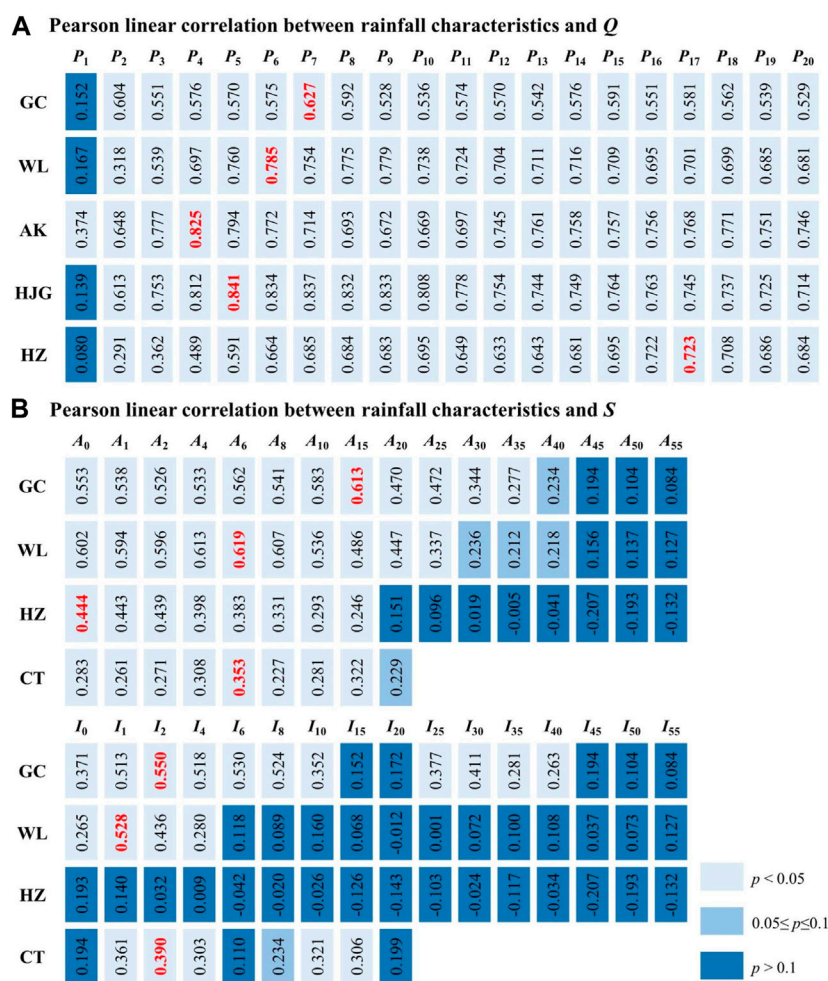 A Pearson linear correlation between rainfall characteristics and Q
P1 P2 P3 P4 P5 P6 P7 P8 P9 P10 P11 P12 P13 P14 P15 P16 P17 P18 P19 P20
GC 0.152 0.604 0.551 0.576 0.570 0.575 0.627 0.592 0.528 0.536 0.574 0.570 0.542 0.576 0.591 0.551 0.581 0.562 0.539 0.529
WL 0.167 0.318 0.539 0.697 0.760 0.785 0.754 0.775 0.779 0.738 0.724 0.704 0.711 0.716 0.709 0.695 0.701 0.699 0.685 0.681
AK 0.374 0.648 0.777 0.825 0.794 0.772 0.714 0.693 0.672 0.669 0.697 0.745 0.761 0.758 0.757 0.756 0.768 0.771 0.751 0.746
HJG 0.139 0.613 0.753 0.812 0.841 0.834 0.837 0.832 0.833 0.808 0.778 0.754 0.744 0.749 0.764 0.763 0.745 0.737 0.725 0.714
HZ 0.080 0.291 0.362 0.489 0.591 0.664 0.685 0.684 0.683 0.695 0.649 0.633 0.643 0.681 0.695 0.722 0.723 0.708 0.686 0.684
B Pearson linear correlation between rainfall characteristics and S
A0 A1 A2 A4 A6 A8 A10 A15 A20 A25 A30 A35 A40 A45 A50 A55
GC 0.553 0.538 0.526 0.533 0.562 0.541 0.583 0.613 0.470 0.472 0.344 0.277 0.234 0.194 0.104 0.084
WL 0.602 0.594 0.596 0.613 0.619 0.607 0.536 0.486 0.447 0.337 0.236 0.212 0.218 0.156 0.137 0.127
HZ 0.444 0.443 0.439 0.398 0.383 0.331 0.293 0.246 0.151 0.096 0.019 -0.005 -0.041 -0.207 -0.193 -0.132
CT 0.283 0.261 0.271 0.308 0.353 0.227 0.281 0.322 0.229
I0 I1 I2 I4 I6 I8 I10 I15 I20 I25 I30 I35 I40 I45 I50 I55
GC 0.371 0.513 0.550 0.518 0.530 0.524 0.352 0.152 0.172 0.377 0.411 0.281 0.263 0.194 0.104 0.084
WL 0.265 0.528 0.436 0.280 0.118 0.089 0.160 0.068 -0.012 0.001 0.072 0.100 0.108 0.037 0.073 0.127
HZ 0.193 0.140 0.032 0.009 -0.042 -0.020 -0.026 -0.126 -0.143 -0.103 -0.024 -0.117 -0.034 -0.207 -0.193 -0.132
CT 0.194 0.361 0.390 0.303 0.110 0.234 0.321 0.306 0.199
p < 0.05
0.05≤ p≤0.1
p > 0.1